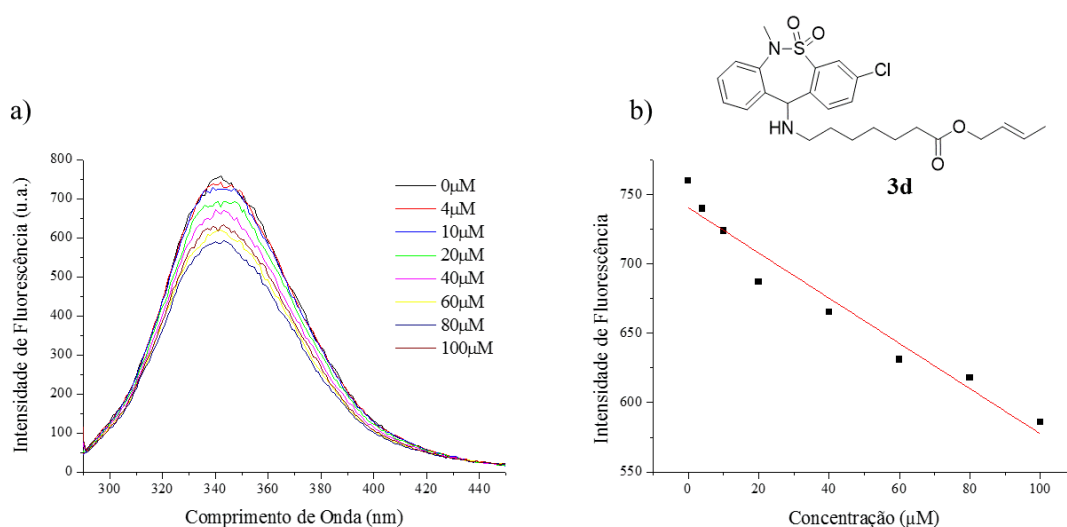 a)
Intensidade de Fluorescência (u.a.)
800
700
600
500
400
300
200
100
0
300
320
340
360
380
400
420
440
Comprimento de Onda (nm)
0µM
4µM
10µM
20µM
40µM
60µM
80µM
100µM
b)
O
O
N
S
Cl
HN
O
O
3d
Intensidade de Fluorescência
750
700
650
600
550
0
20
40
60
80
100
Concentração (µM)